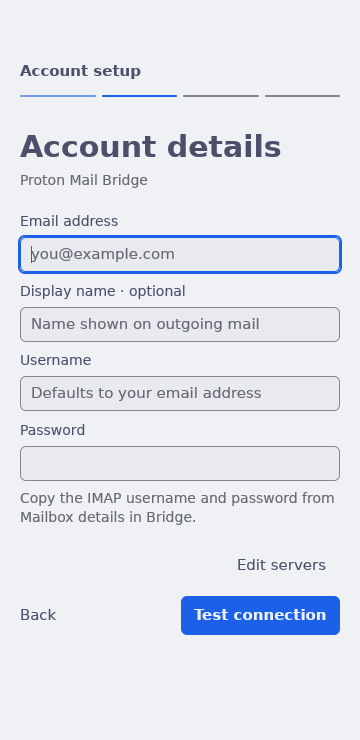 Account setup
Account details
Proton Mail Bridge
Email address
you@example.com
Display name · optional
Name shown on outgoing mail
Username
Defaults to your email address
Password
Copy the IMAP username and password from
Mailbox details in Bridge.
Edit servers
Back
Test connection